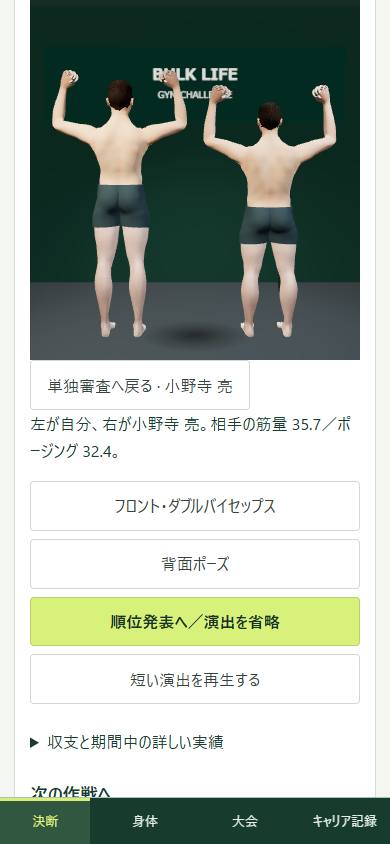 BULK LIFE
GYM CHALLENGE
単独審査へ戻る · 小野寺 亮
左が自分、右が小野寺 亮。相手の筋量 35.7／ポ
ージング 32.4。
フロント・ダブルバイセップス
背面ポーズ
順位発表へ／演出を省略
短い演出を再生する
▶ 収支と期間中の詳しい実績
次の作戦へ
決断
身体
大会
キャリア記録